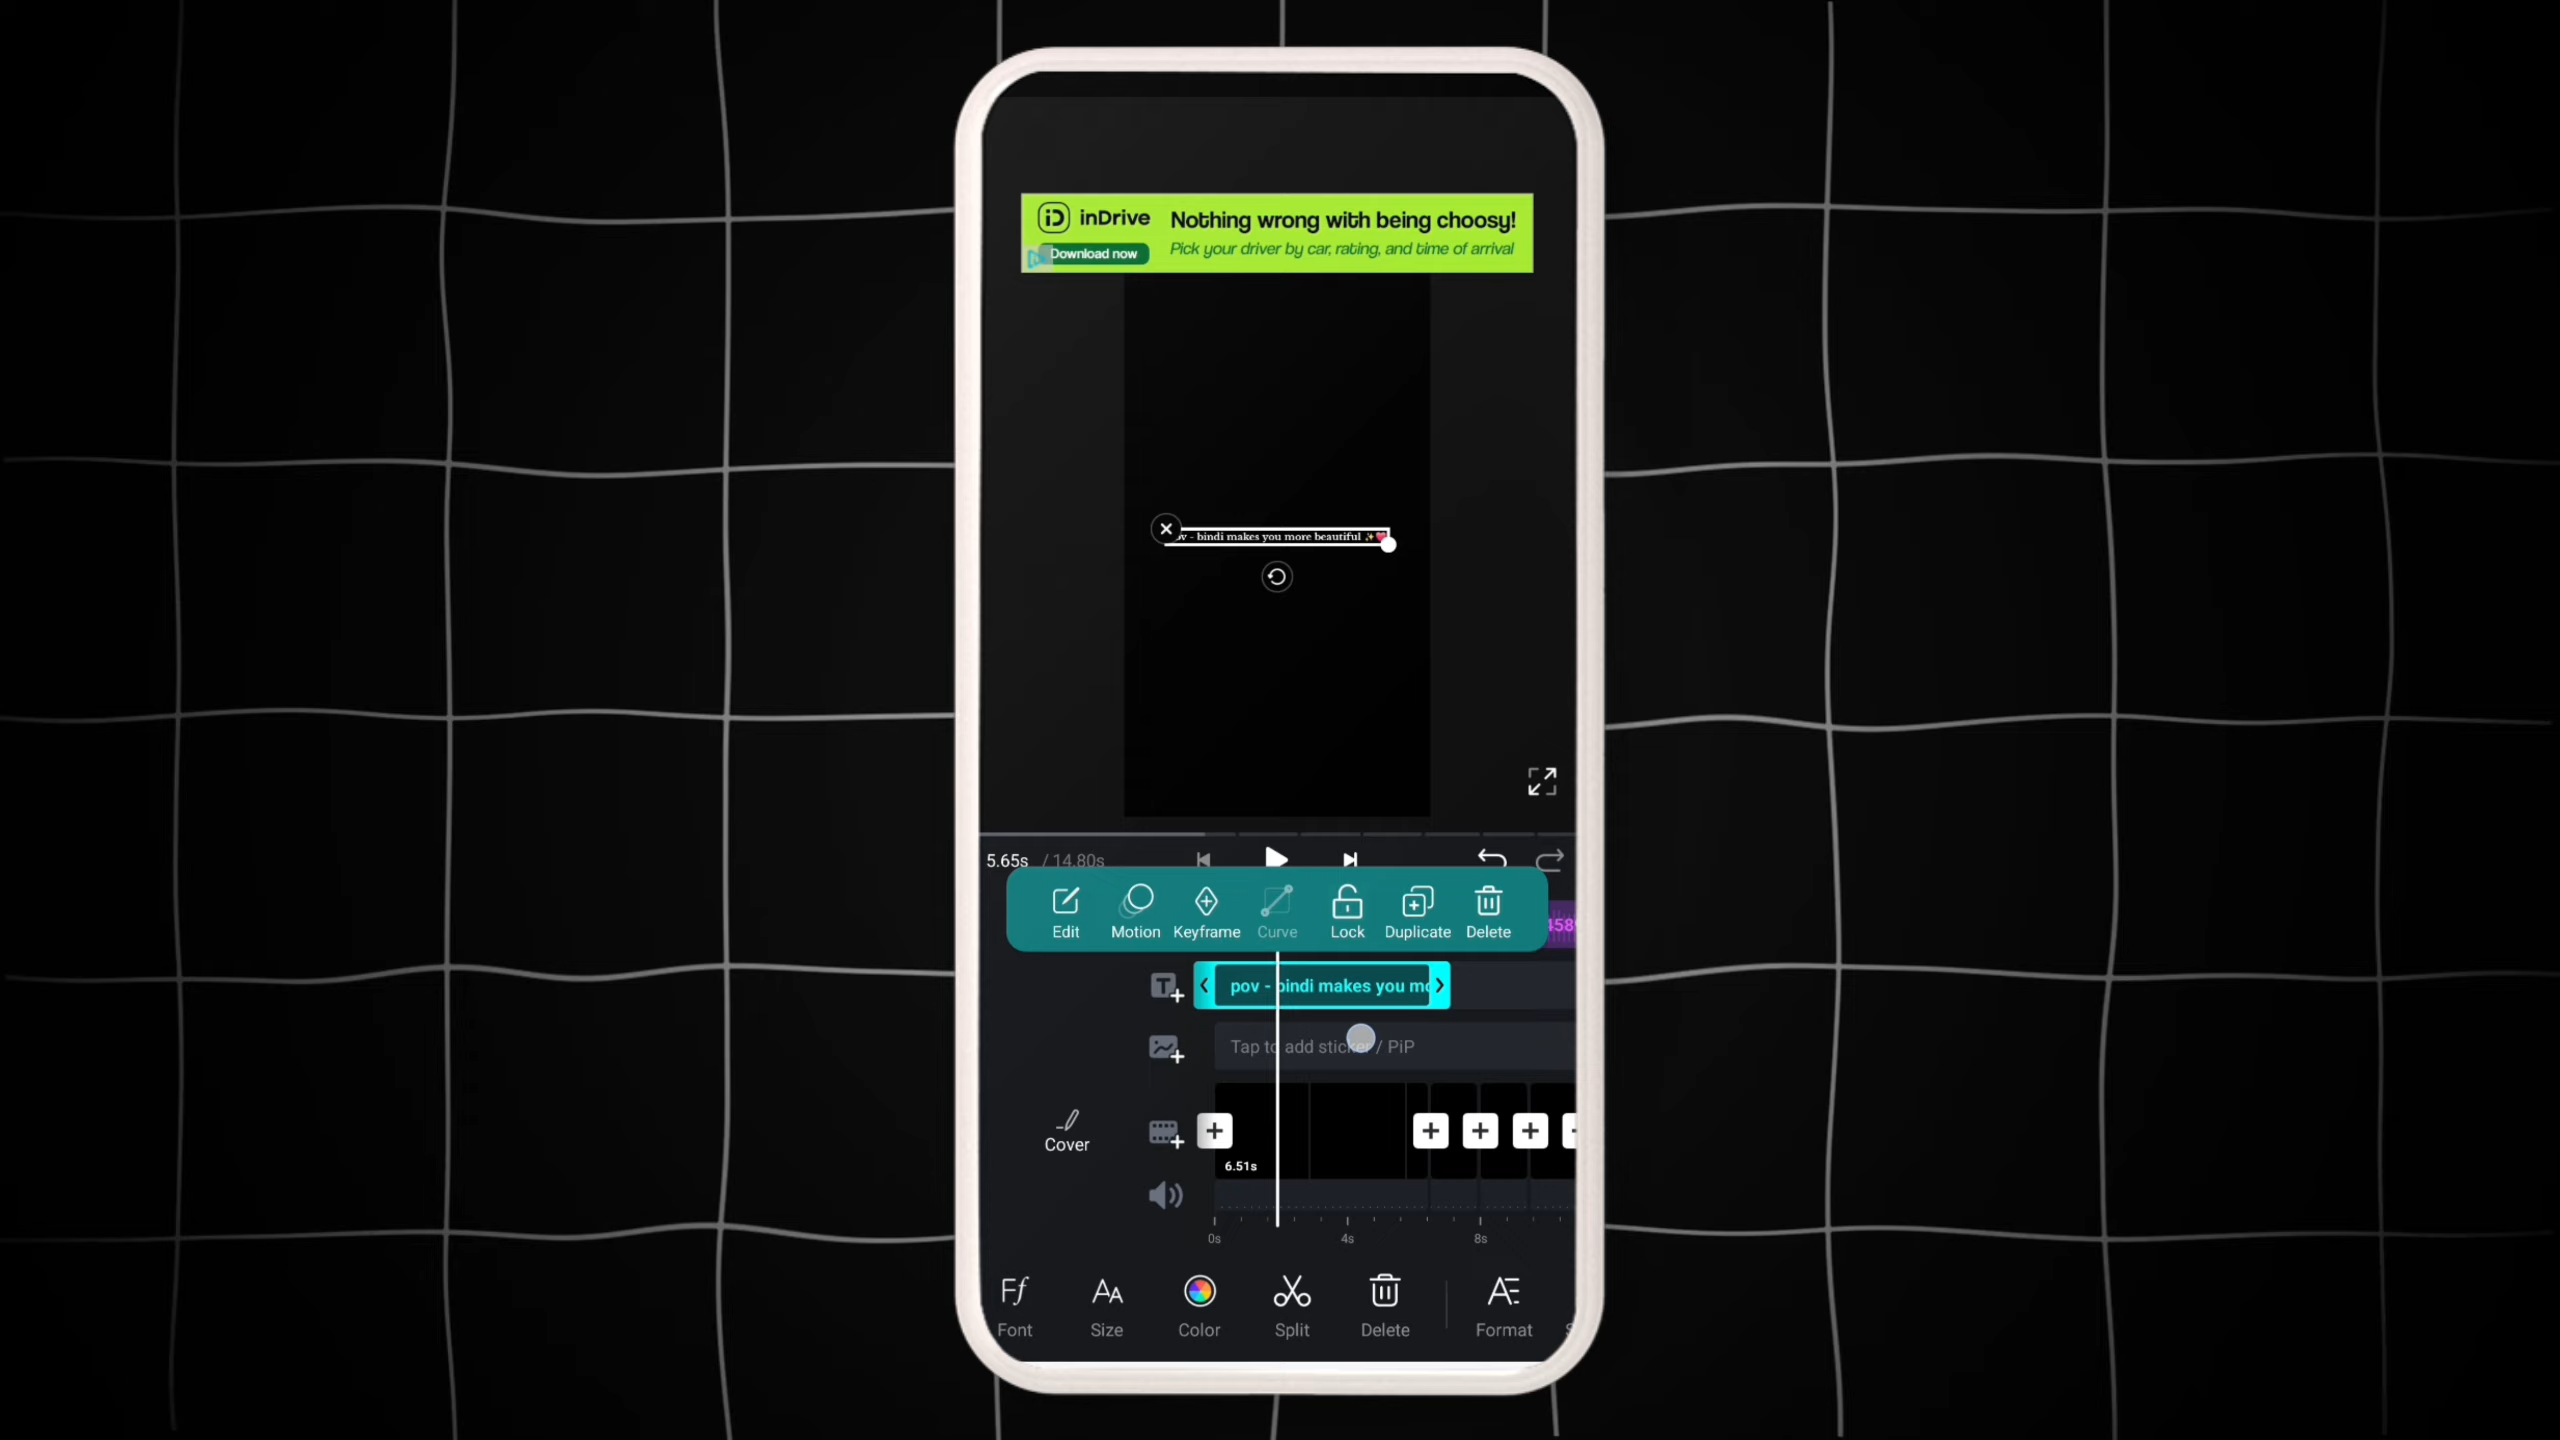 inDrive
Nothing wrong with being choosy!
Download now
Pick your driver by car, rating, and time of arrival
- bindi makes you more beautiful ✨💖
5.65s / 14.80s
Edit
Motion
Keyframe
Curve
Lock
Duplicate
Delete
pov - bindi makes you
Tap to add sticker / PiP
Cover
6.51s
0s
4s
8s
Font
Size
Color
Split
Delete
Format